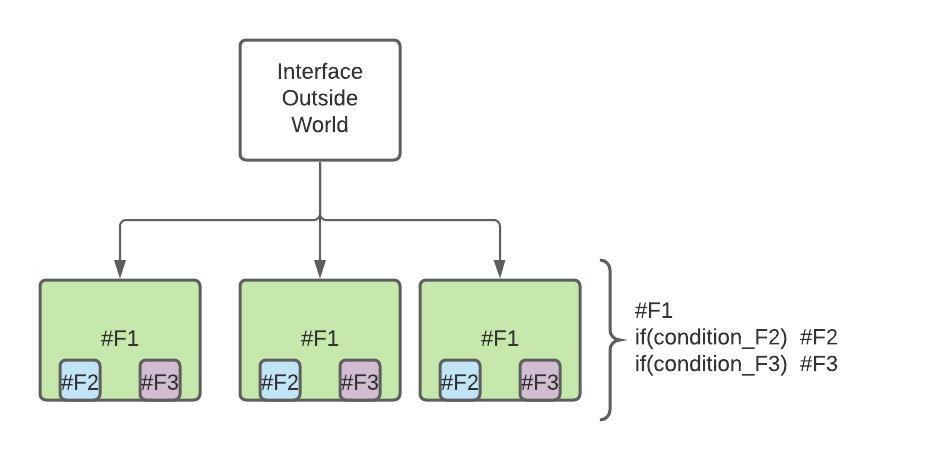 Interface
Outside
World
#F1
#F2 #F3
#F1
#F2 #F3
#F1
#F2 #F3
#F1
if(condition_F2) #F2
if(condition_F3) #F3